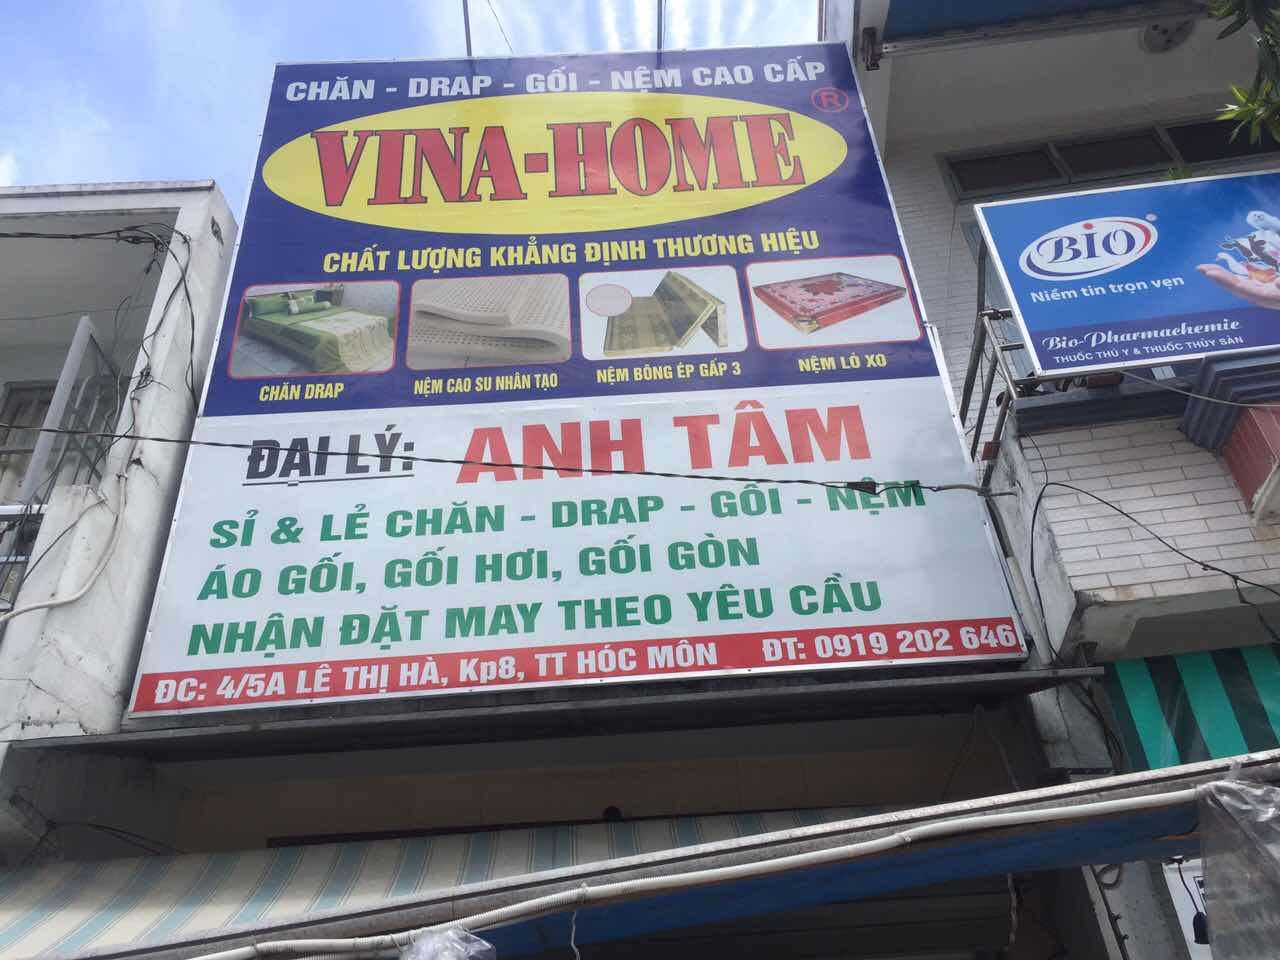 CHĂN - DRAP - GỐI - NỆM CAO CẤP
VINA-HOME ®
CHẤT LƯỢNG KHẲNG ĐỊNH THƯƠNG HIỆU
CHĂN DRAP
NỆM CAO SU NHÂN TẠO
NỆM BÔNG ÉP GẤP 3
NỆM LÒ XO
ĐẠI LÝ: ANH TÂM
SỈ & LẺ CHĂN - DRAP - GỐI - NỆM
ÁO GỐI, GỐI HƠI, GỐI GÒN
NHẬN ĐẶT MAY THEO YÊU CẦU
ĐC: 4/5A LÊ THỊ HÀ, Kp8, TT HÓC MÔN ĐT: 0919 202 646
BIO
Niềm tin trọn vẹn
Bio-Pharmachemie
THUỐC THÚ Y & THUỐC THỦY SẢN